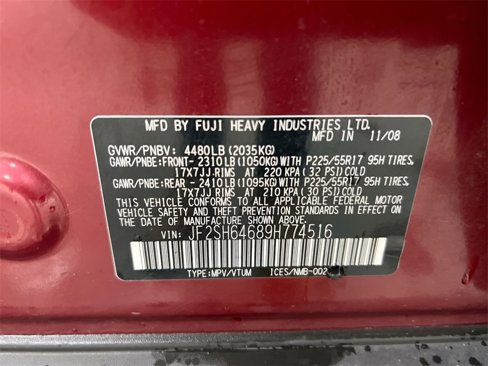 MFD BY FUJI HEAVY INDUSTRIES LTD.
MFD IN 11/08
GVWR/PNBV: 4480LB(2035KG)
GAWR/PNBE:FRONT- 2310LB(1050KG)WITH P225/55R17 95H TIRES,
17X7JJ RIMS AT 220 KPA(32 PSI)COLD
GAWR/PNBE:REAR - 2410LB(1095KG)WITH P225/55R17 95H TIRES,
17X7JJ RIMS AT 210 KPA(30 PSI)COLD
THIS VEHICLE CONFORMS TO ALL APPLICABLE FEDERAL MOTOR
VEHICLE SAFETY AND BUMPER STANDARDS IN EFFECT ON
THE DATE OF MANUFACTURE SHOWN ABOVE.
VIN: JF2SH64689H774516
TYPE:MPV/VTUM ICES/NMB-002